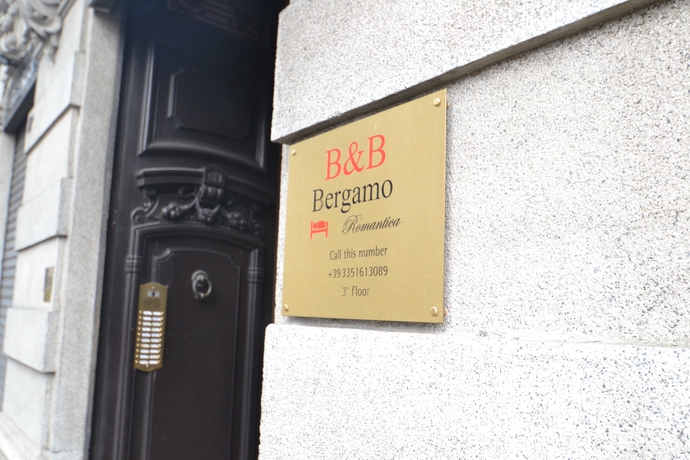 B&B
Bergamo
Romantica
Call this number
+393351613089
3° Floor